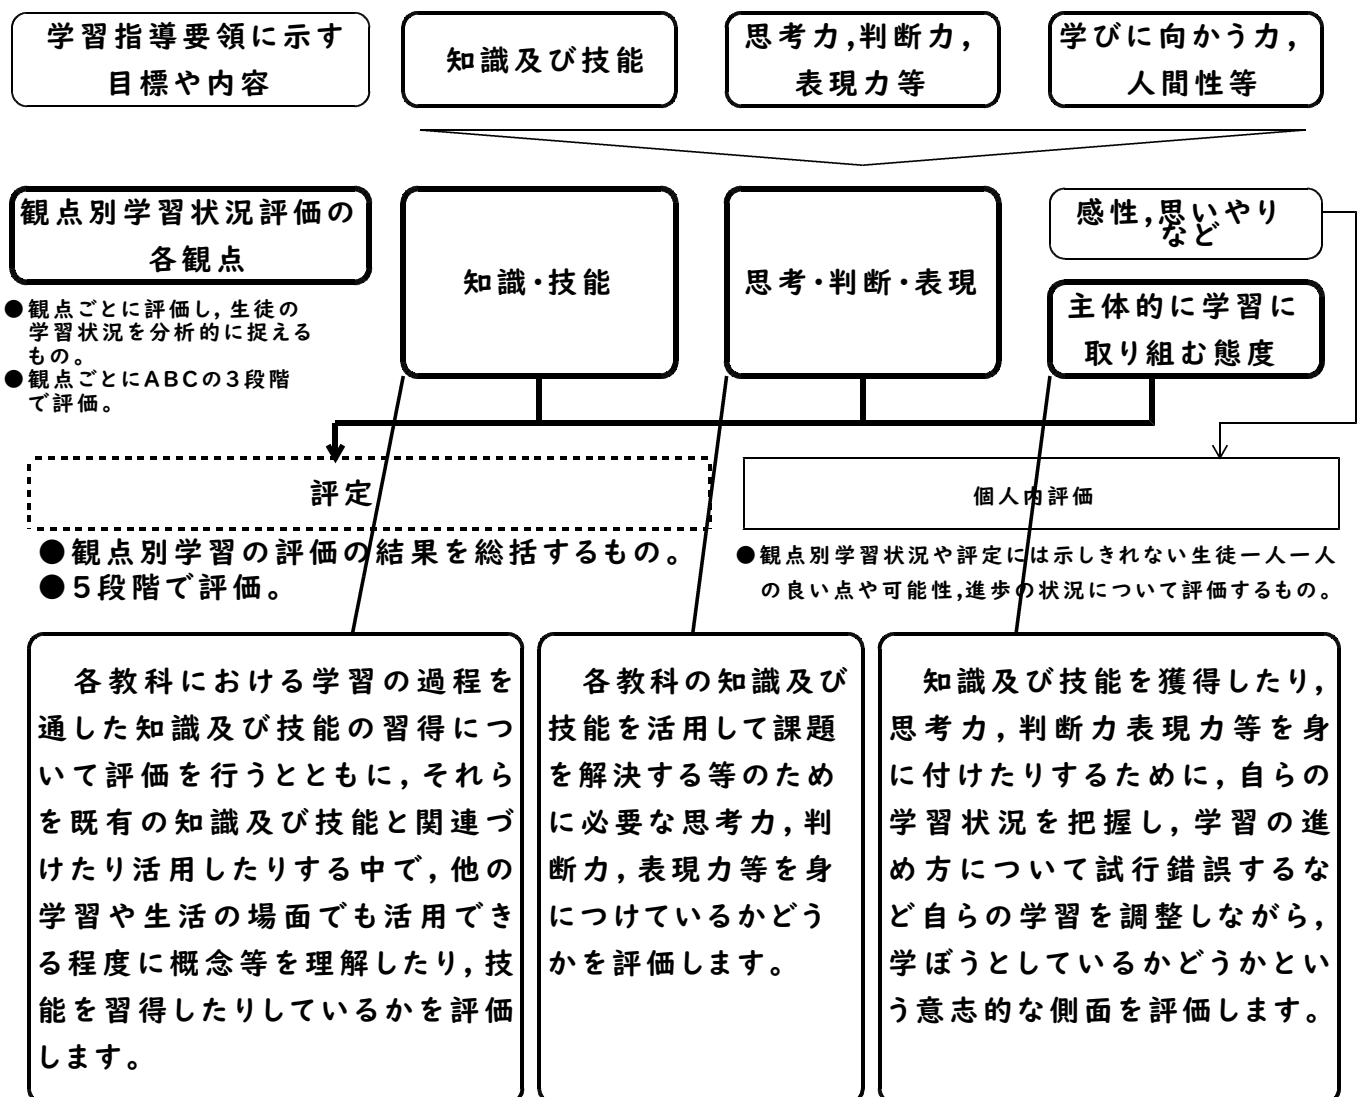 学習指導要領に示す
目標や内容
知識及び技能
思考力,判断力,
表現力等
学びに向かう力,
人間性等
観点別学習状況評価の
各観点
知識・技能
思考・判断・表現
感性,思いやり
など
主体的に学習に
取り組む態度
●観点ごとに評価し,生徒の
学習状況を分析的に捉える
もの。
●観点ごとにABCの3段階
で評価。
評定
個人内評価
●観点別学習の評価の結果を総括するもの。
●5段階で評価。
●観点別学習状況や評定には示しきれない生徒一人一人
の良い点や可能性,進歩の状況について評価するもの。
各教科における学習の過程を
通した知識及び技能の習得につ
いて評価を行うとともに,それら
を既有の知識及び技能と関連づ
けたり活用したりする中で,他の
学習や生活の場面でも活用でき
る程度に概念等を理解したり,技
能を習得したりしているかを評価
します。
各教科の知識及び
技能を活用して課題
を解決する等のため
に必要な思考力,判
断力,表現力等を身
につけているかどう
かを評価します。
知識及び技能を獲得したり,
思考力,判断力表現力等を身
に付けたりするために,自らの
学習状況を把握し,学習の進
め方について試行錯誤するな
ど自らの学習を調整しながら,
学ぼうとしているかどうかとい
う意志的な側面を評価します。